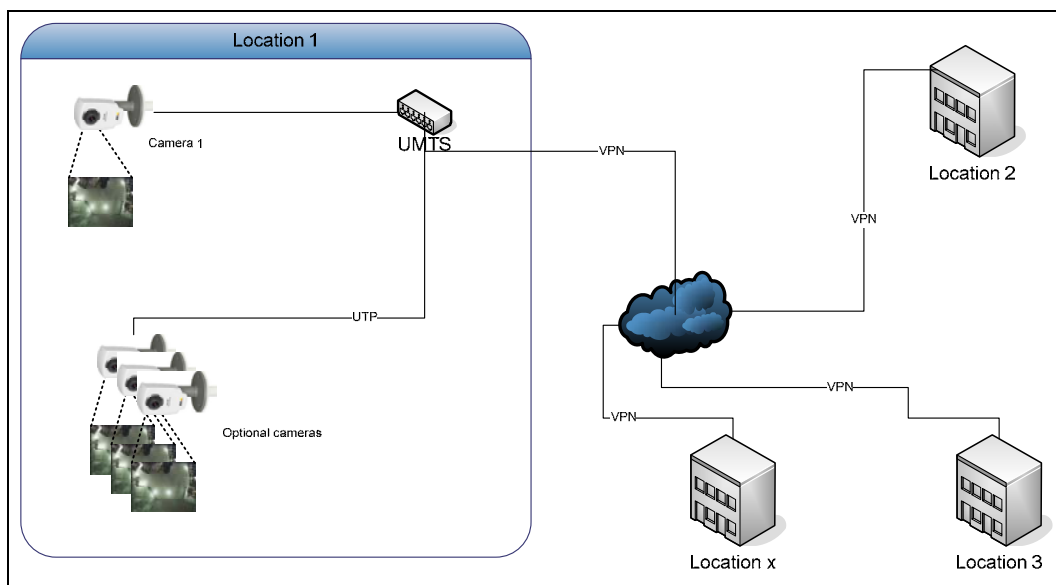 Location 1
Camera 1
UMTS
UTP
Optional cameras
VPN
VPN
Location 2
VPN
VPN
Location x
Location 3